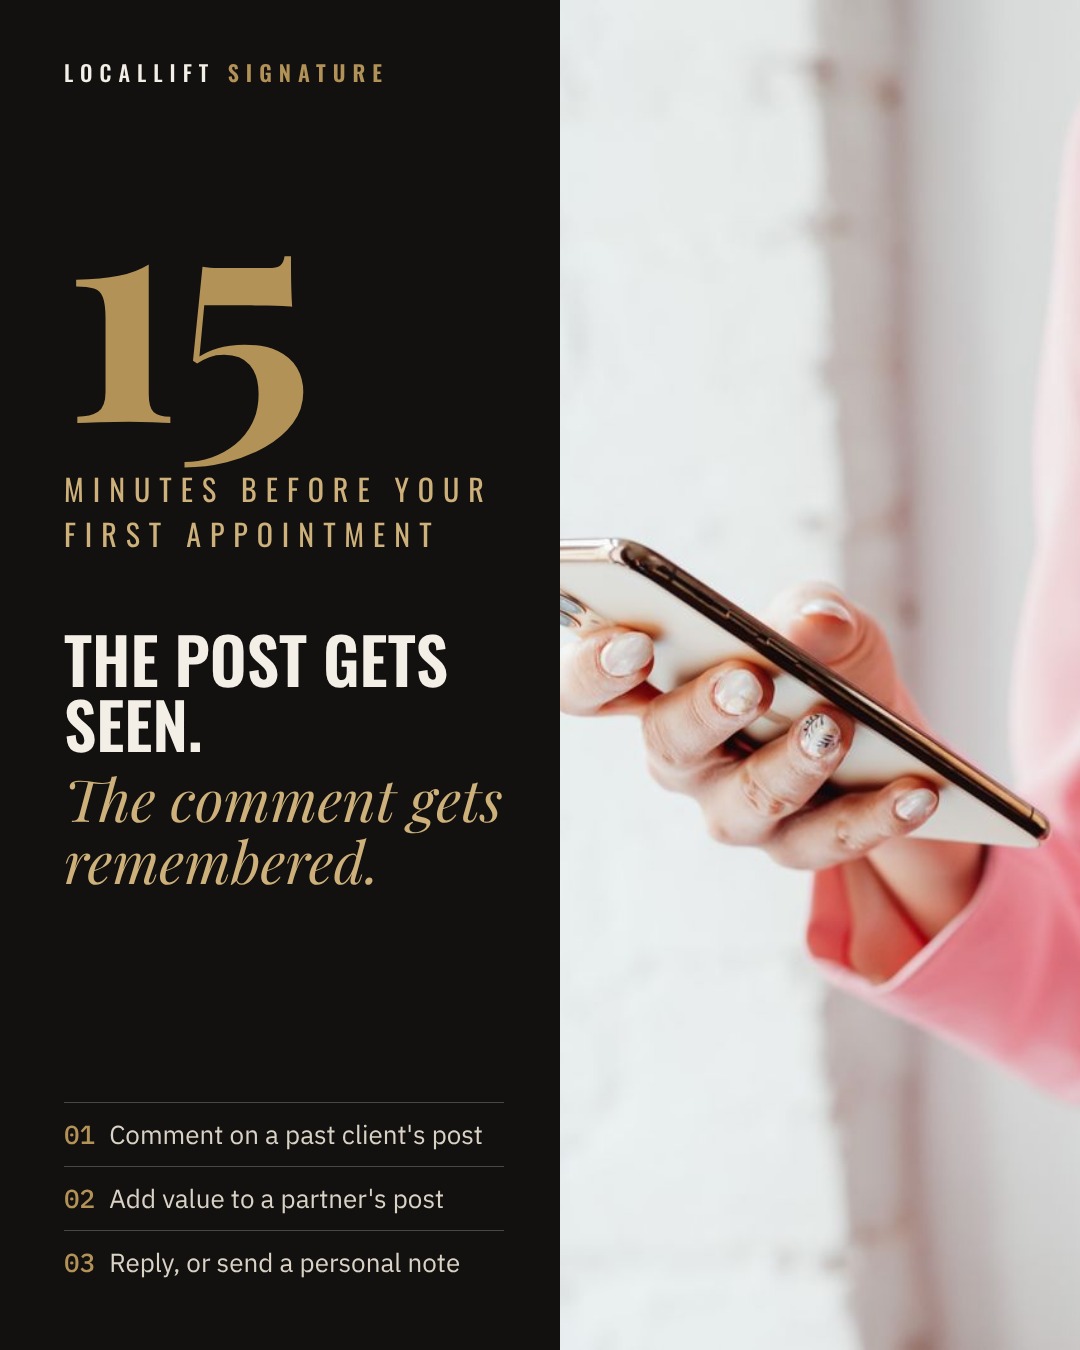 LOCALLIFT SIGNATURE
15
MINUTES BEFORE YOUR
FIRST APPOINTMENT
THE POST GETS
SEEN.
The comment gets
remembered.
01 Comment on a past client's post
02 Add value to a partner's post
03 Reply, or send a personal note